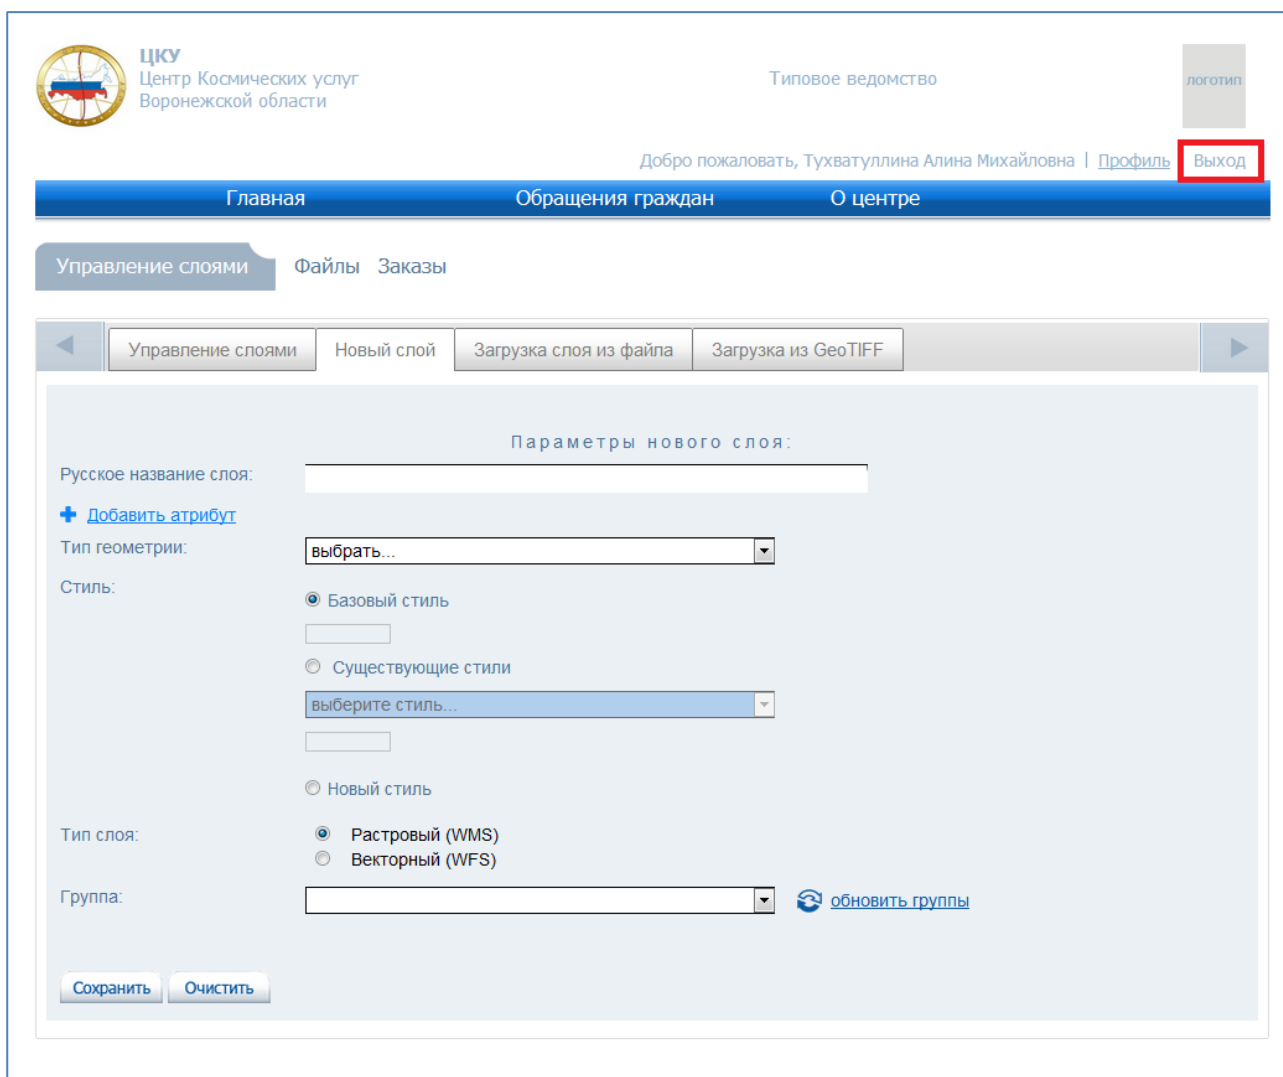 ЦКУ
Центр Космических услуг
Воронежской области
Типовое ведомство
логотип
Добро пожаловать, Тухватуллина Алина Михайловна | Профиль Выход
Главная Обращения граждан О центре
Управление слоями Файлы Заказы
Управление слоями Новый слой Загрузка слоя из файла Загрузка из GeoTIFF
Параметры нового слоя:
Русское название слоя:
Добавить атрибут
Тип геометрии: выбрать...
Стиль:
Базовый стиль
Существующие стили
выберите стиль...
Новый стиль
Тип слоя: Растровый (WMS)
Векторный (WFS)
Группа: обновить группы
Сохранить Очистить